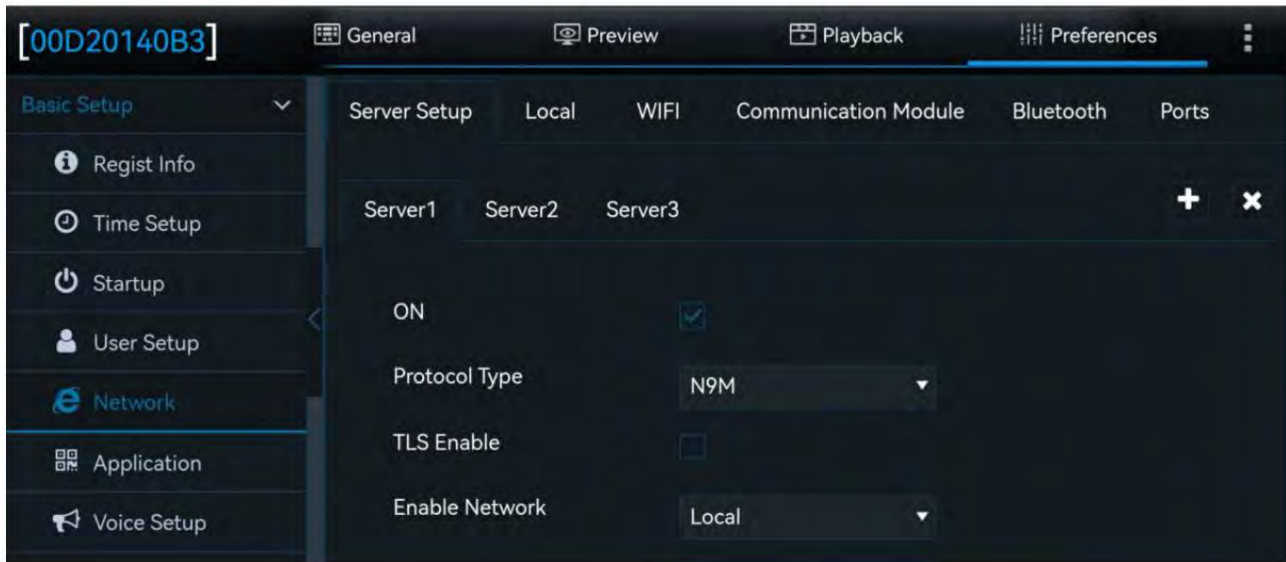 [00D20140B3] General Preview Playback Preferences
Basic Setup
Server Setup Local WIFI Communication Module Bluetooth Ports
Regist Info
Server1 Server2 Server3
Time Setup
Startup
ON
User Setup
Protocol Type N9M
Network
TLS Enable
Application
Enable Network Local
Voice Setup